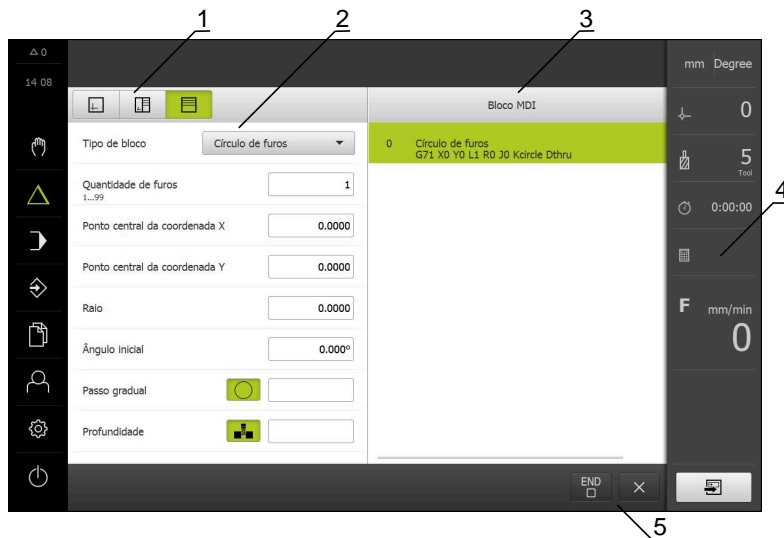 1
2
3
△ 0
14 08
mm Degree
Bloco MDI
0
Tipo de bloco
Círculo de furos
0 Círculo de furos
G71 X0 Y0 L1 R0 J0 Kcircle Dthru
5
Tool
Quantidade de furos
1...99
1
4
0:00:00
Ponto central da coordenada X
0.0000
Ponto central da coordenada Y
0.0000
Raio
0.0000
F mm/min
0
Ângulo inicial
0.000°
Passo gradual
Profundidade
END
5